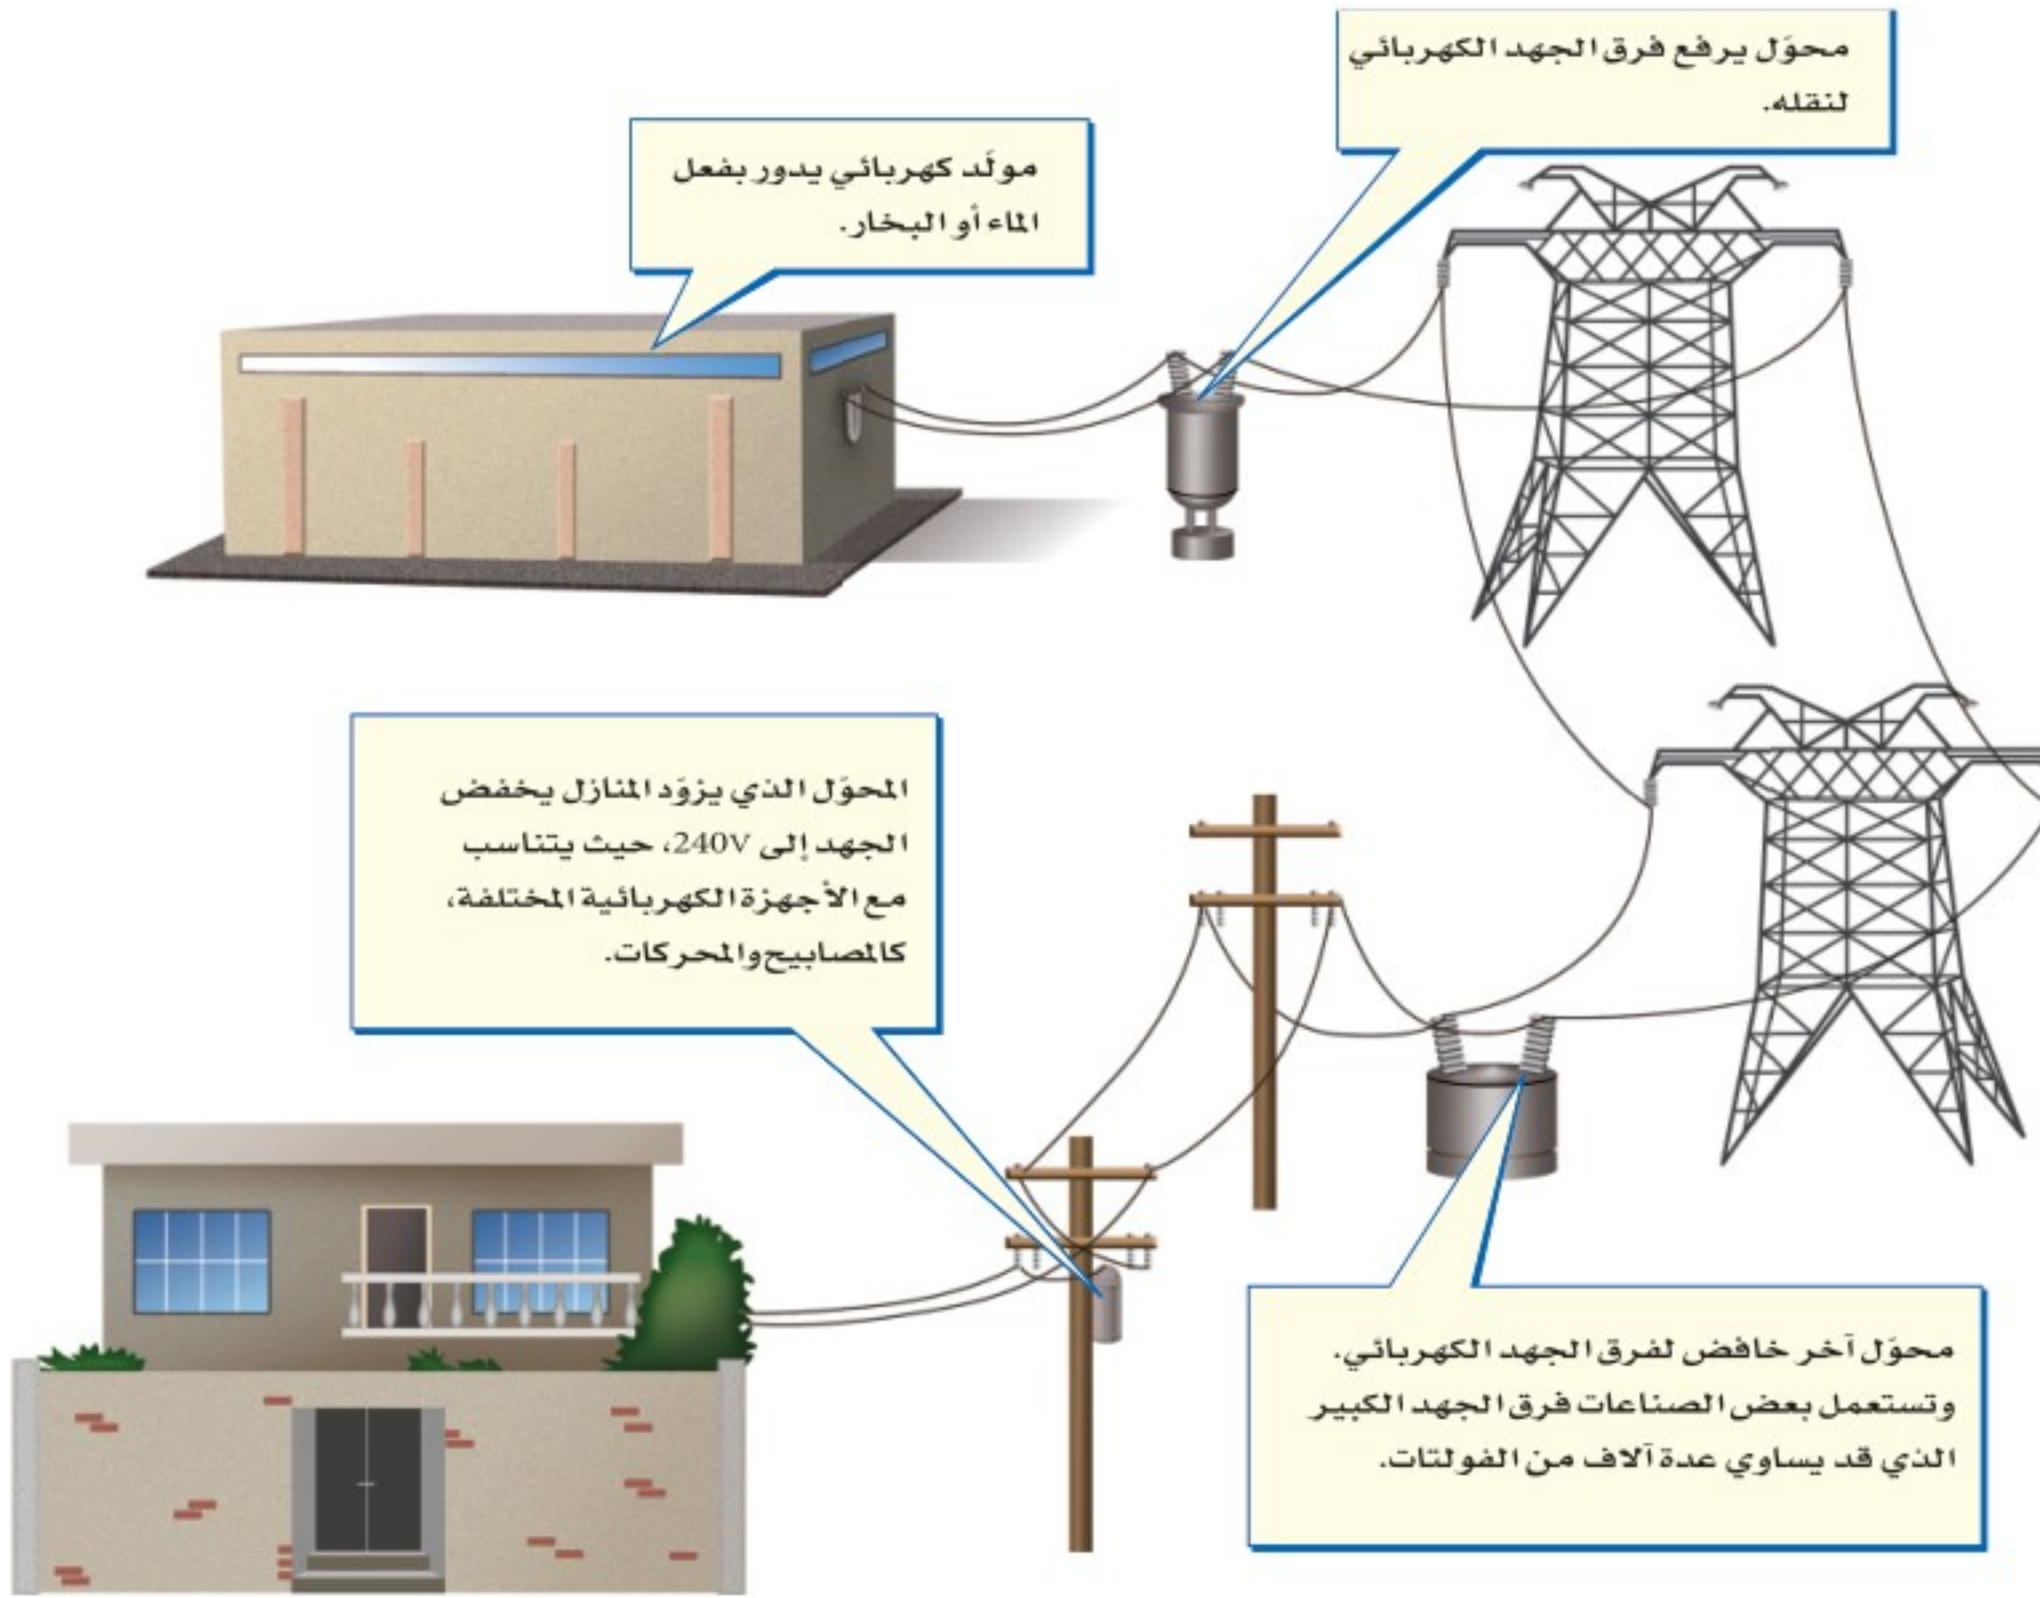 محوّل يرفع فرق الجهد الكهربائي
لنقله.
مولّد كهربائي يدور بفعل
الماء أو البخار.
المحوّل الذي يزوّد المنازل يخفض
الجهد إلى 240V، حيث يتناسب
مع الأجهزة الكهربائية المختلفة،
كالمصابيح والمحركات.
محوّل آخر خافض لفرق الجهد الكهربائي.
وتستعمل بعض الصناعات فرق الجهد الكبير
الذي قد يساوي عدة آلاف من الفولتات.